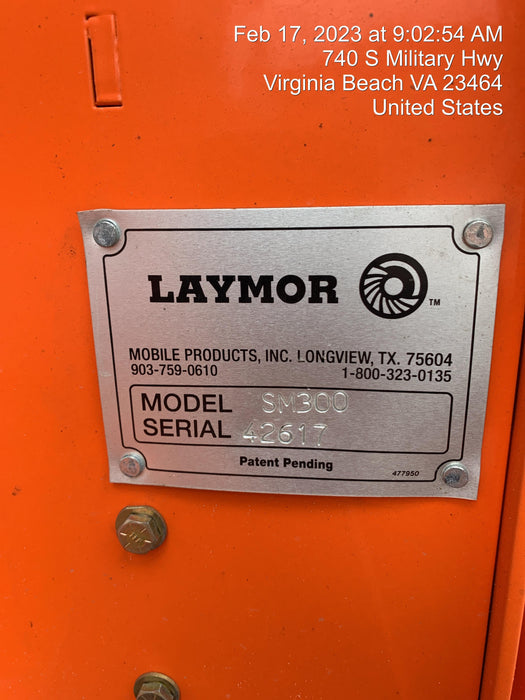 Feb 17, 2023 at 9:02:54 AM
740 S Military Hwy
Virginia Beach VA 23464
United States
LAYMOR TM
MOBILE PRODUCTS, INC. LONGVIEW, TX. 75604
903-759-0610 1-800-323-0135
MODEL SM300
SERIAL 42617
Patent Pending
477950